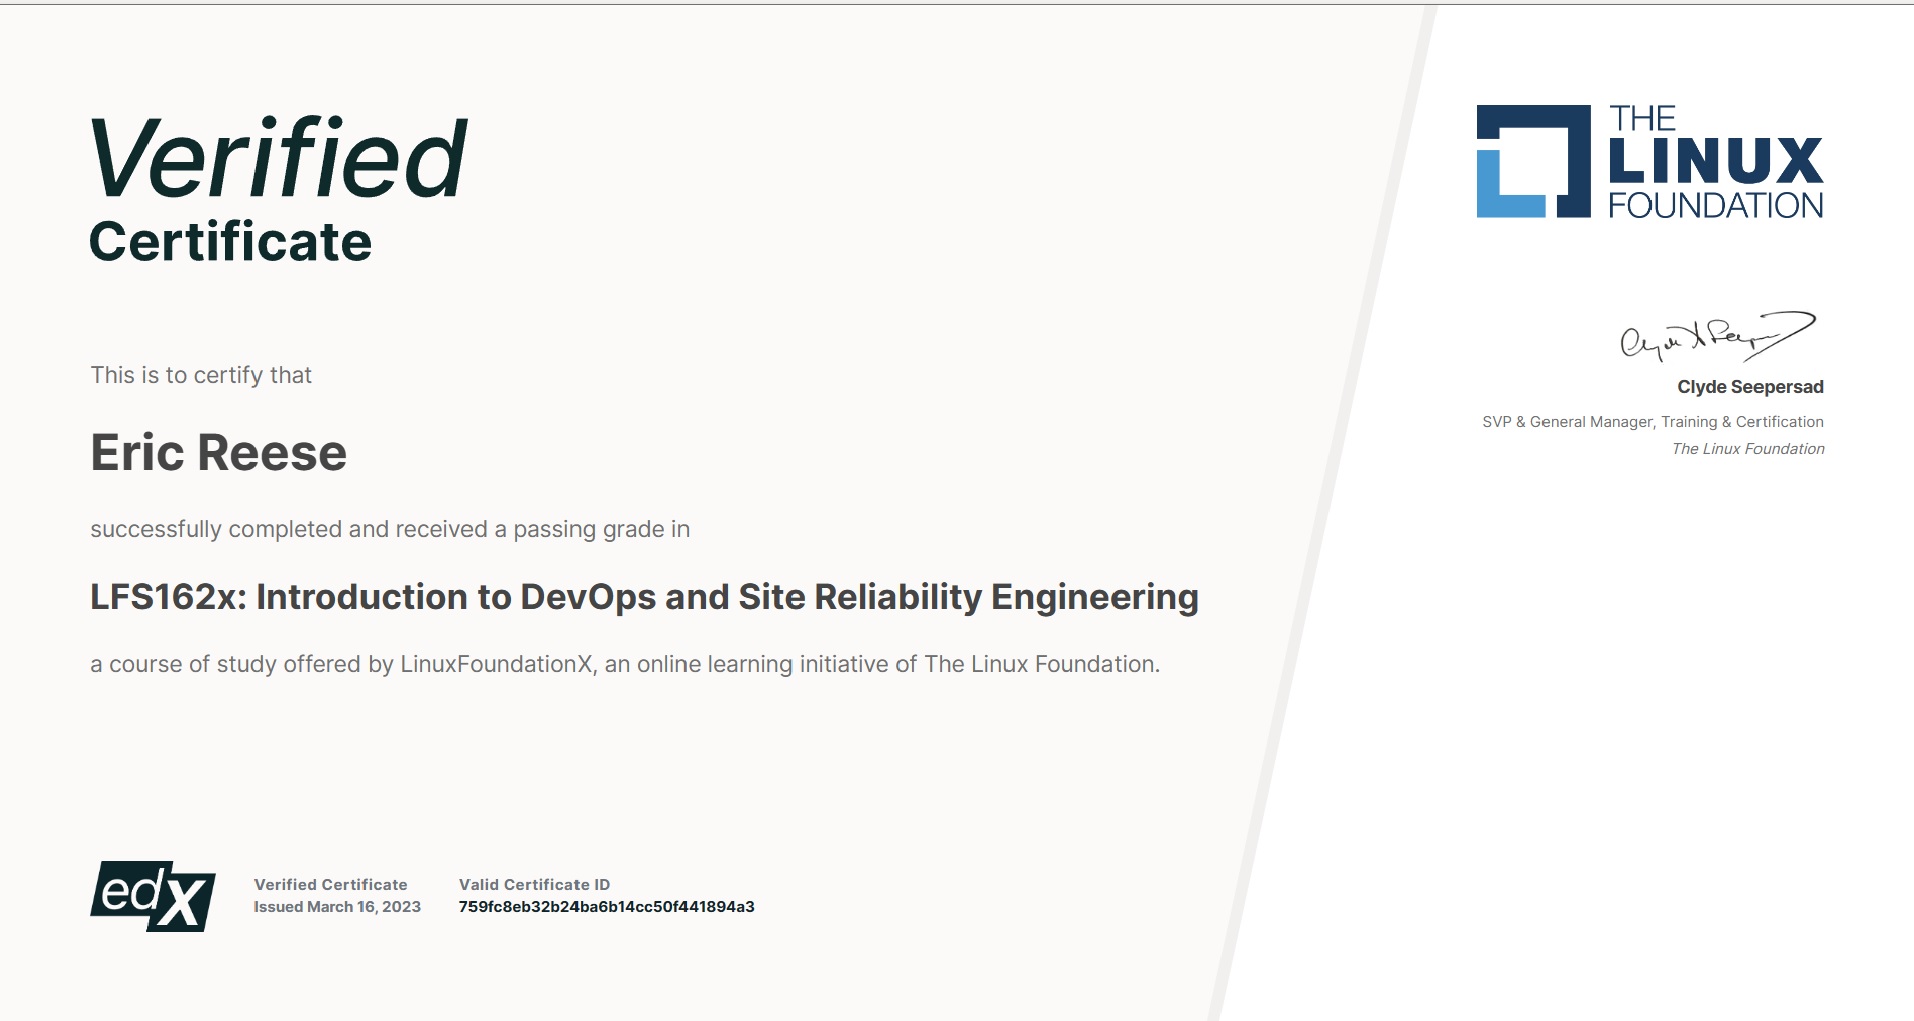 Verified
Certificate
This is to certify that
Eric Reese
successfully completed and received a passing grade in
LFS162x: Introduction to DevOps and Site Reliability Engineering
a course of study offered by LinuxFoundationX, an online learning initiative of The Linux Foundation.
edX
Verified Certificate
Issued March 16, 2023
Valid Certificate ID
759fc8eb32b24ba6b14cc50f441894a3
THE
LINUX
FOUNDATION
Clyde Seepersad
SVP & General Manager, Training & Certification
The Linux Foundation